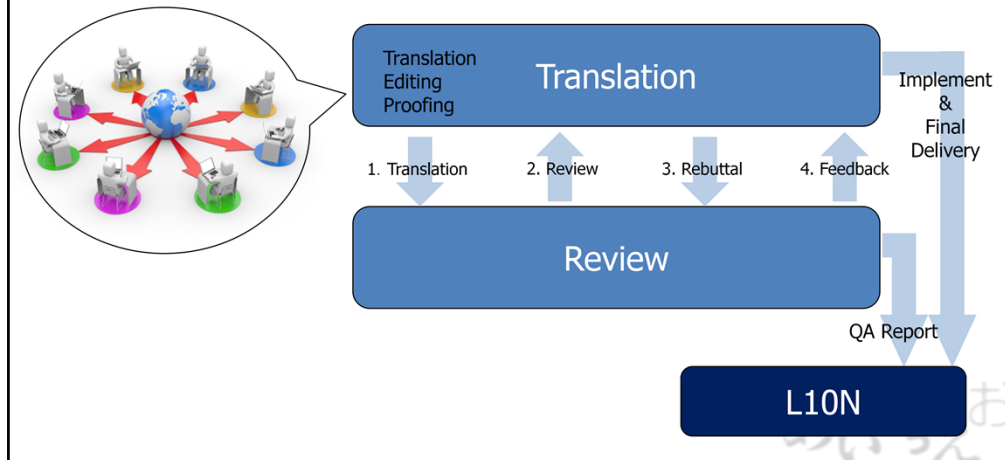 Translation
Editing
Proofing
Translation
Implement
&
Final
Delivery
1. Translation
2. Review
3. Rebuttal
4. Feedback
Review
QA Report
L10N